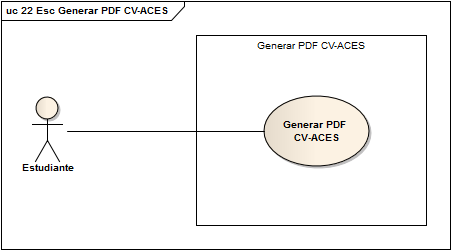 uc 22 Esc Generar PDF CV-ACES
Generar PDF CV-ACES
Generar PDF
CV-ACES
Estudiante